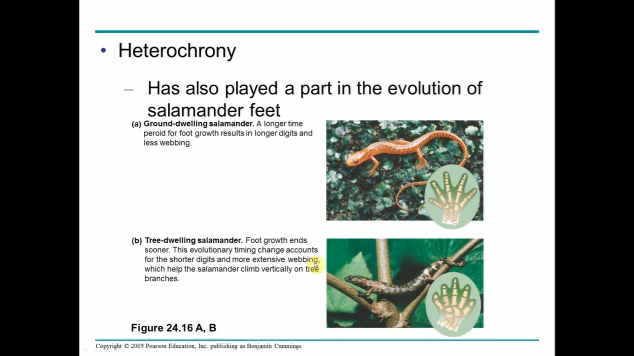 • Heterochrony
– Has also played a part in the evolution of
salamander feet
(a) Ground-dwelling salamander. A longer time
peroid for foot growth results in longer digits and
less webbing.
(b) Tree-dwelling salamander. Foot growth ends
sooner. This evolutionary timing change accounts
for the shorter digits and more extensive webbing,
which help the salamander climb vertically on tree
branches.
Figure 24.16 A, B
Copyright © 2005 Pearson Education, Inc. publishing as Benjamin Cummings